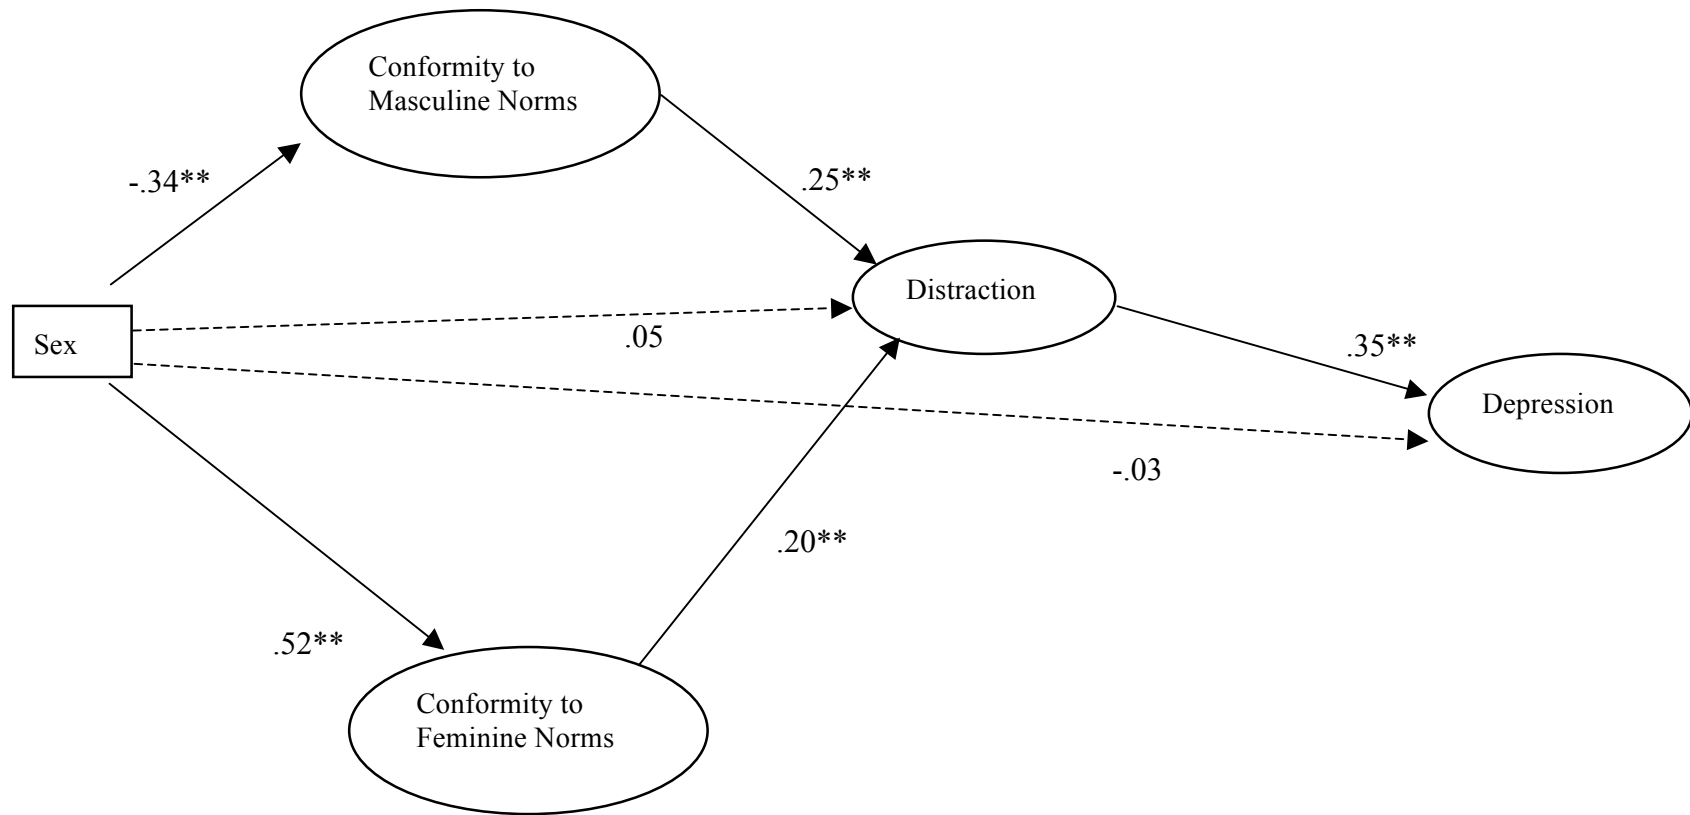 Conformity to
Masculine Norms
-.34**
.25**
Distraction
Sex
.05
.35**
Depression
-.03
.20**
.52**
Conformity to
Feminine Norms